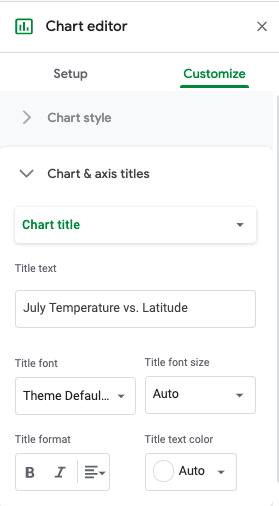 Chart editor
Setup Customize
Chart style
Chart & axis titles
Chart title
Title text
July Temperature vs. Latitude
Title font Title font size
Theme Defaul... Auto
Title format Title text color
B I Auto